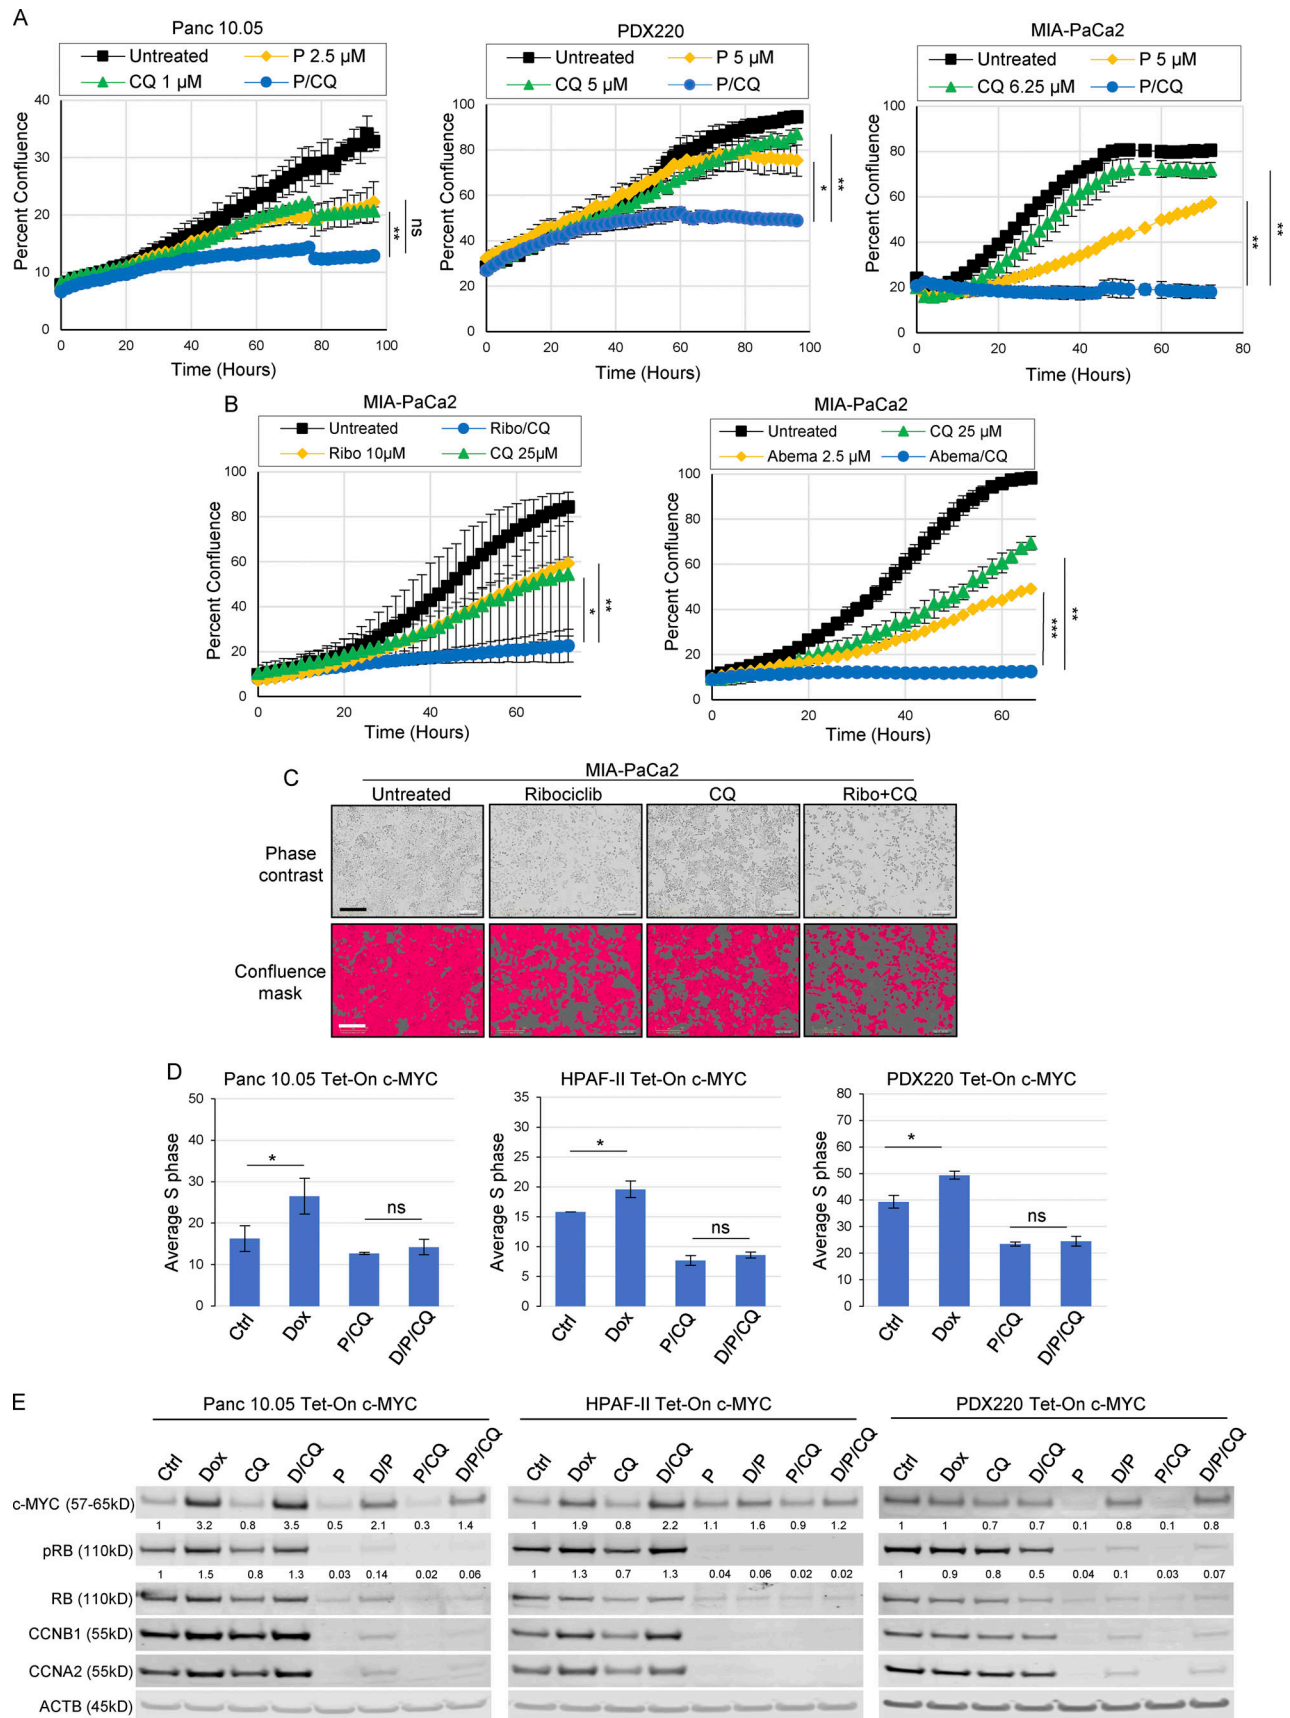 A
Panc 10.05
Untreated P 2.5 µM
CQ 1 µM P/CQ
Percent Confluence
40
30
20
10
0
0 20 40 60 80 100
Time (Hours)
** ns
PDX220
Untreated P 5 µM
CQ 5 µM P/CQ
Percent Confluence
100
80
60
40
20
0
0 20 40 60 80 100
Time (Hours)
* **
MIA-PaCa2
Untreated P 5 µM
CQ 6.25 µM P/CQ
Percent Confluence
100
80
60
40
20
0
0 20 40 60 80
Time (Hours)
** **
B
MIA-PaCa2
Untreated Ribo/CQ
Ribo 10µM CQ 25µM
Percent Confluence
100
80
60
40
20
0
0 20 40 60
Time (Hours)
* **
MIA-PaCa2
Untreated CQ 25 µM
Abema 2.5 µM Abema/CQ
Percent Confluence
100
80
60
40
20
0
0 20 40 60
Time (Hours)
*** **
C
MIA-PaCa2
Untreated Ribociclib CQ Ribo+CQ
Phase
contrast
Confluence
mask
D
Panc 10.05 Tet-On c-MYC
Average S phase
50
40
30
20
10
0
* ns
Ctrl Dox P/CQ D/P/CQ
HPAF-II Tet-On c-MYC
Average S phase
35
30
25
20
15
10
5
0
* ns
Ctrl Dox P/CQ D/P/CQ
PDX220 Tet-On c-MYC
Average S phase
80
70
60
50
40
30
20
10
0
* ns
Ctrl Dox P/CQ D/P/CQ
E
Panc 10.05 Tet-On c-MYC HPAF-II Tet-On c-MYC PDX220 Tet-On c-MYC
Ctrl Dox CQ D/CQ P D/P P/CQ D/P/CQ Ctrl Dox CQ D/CQ P D/P P/CQ D/P/CQ Ctrl Dox CQ D/CQ P D/P P/CQ D/P/CQ
c-MYC (57-65kD)
1 3.2 0.8 3.5 0.5 2.1 0.3 1.4 1 1.9 0.8 2.2 1.1 1.6 0.9 1.2 1 1 0.7 0.7 0.1 0.8 0.1 0.8
pRB (110kD)
1 1.5 0.8 1.3 0.03 0.14 0.02 0.06 1 1.3 0.7 1.3 0.04 0.06 0.02 0.02 1 0.9 0.8 0.5 0.04 0.1 0.03 0.07
RB (110kD)
CCNB1 (55kD)
CCNA2 (55kD)
ACTB (45kD)